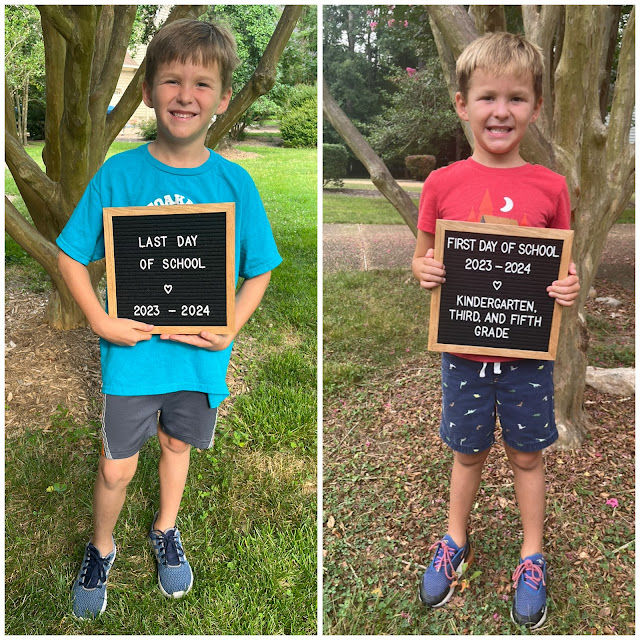 LAST DAY
OF SCHOOL
♡
2023 - 2024
FIRST DAY OF SCHOOL
2023 - 2024
♡
KINDERGARTEN,
THIRD, AND FIFTH
GRADE